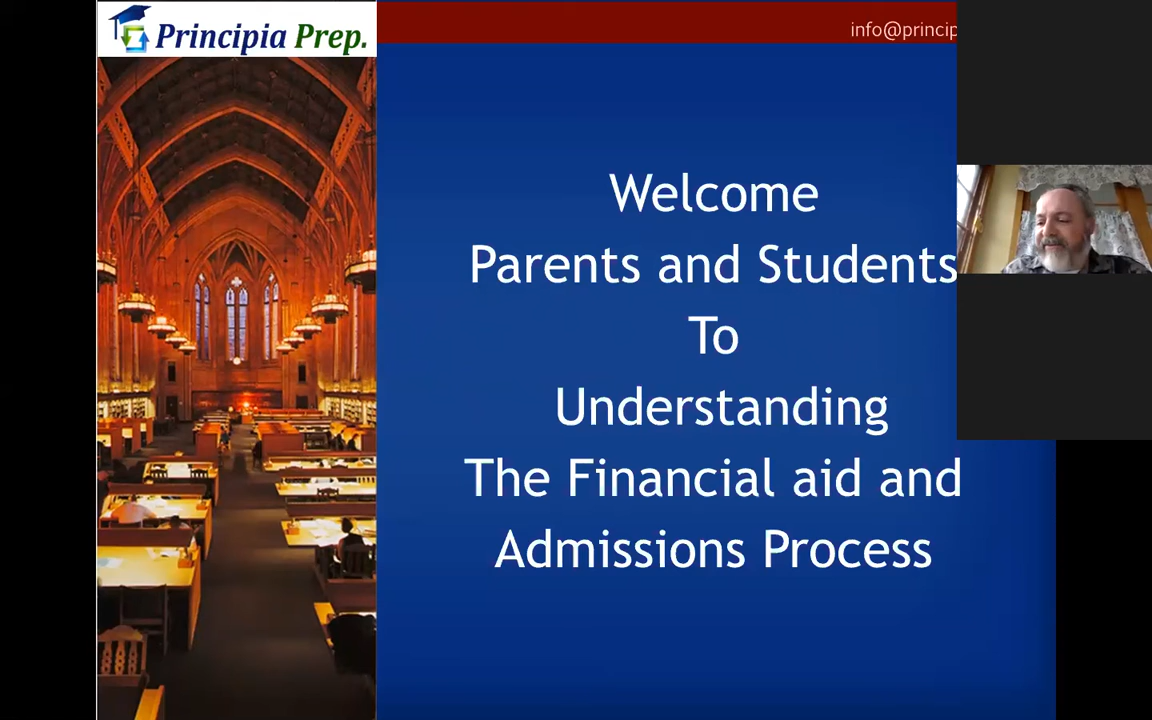 Principia Prep.
info@princip
Welcome
Parents and Students
To
Understanding
The Financial aid and
Admissions Process